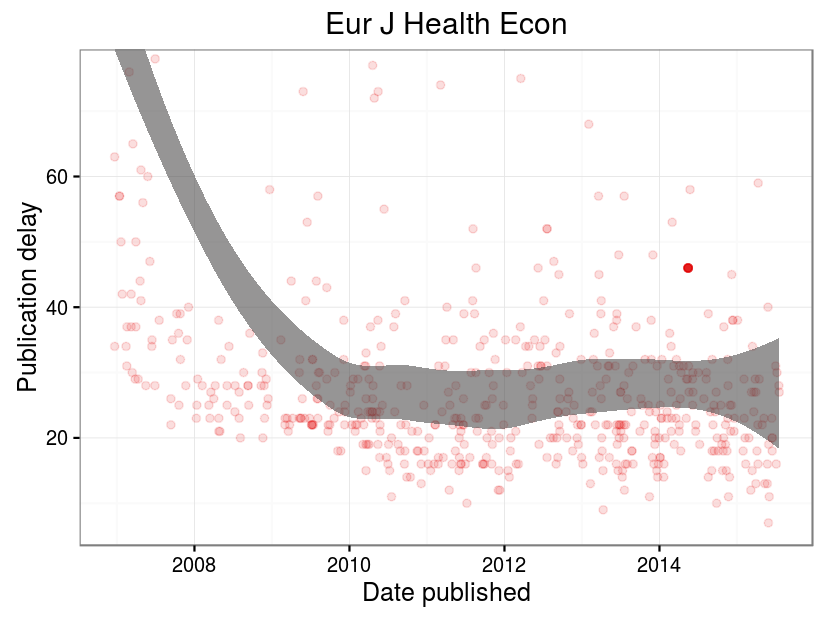 Eur J Health Econ
Publication delay
60
40
20
2008 2010 2012 2014
Date published